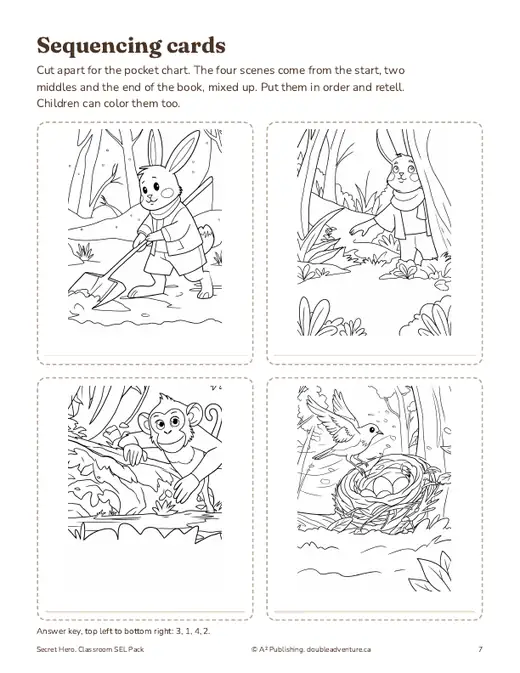 Sequencing cards
Cut apart for the pocket chart. The four scenes come from the start, two
middles and the end of the book, mixed up. Put them in order and retell.
Children can color them too.
Answer key, top left to bottom right: 3, 1, 4, 2.
Secret Hero. Classroom SEL Pack
© A² Publishing. doubleadventure.ca
7